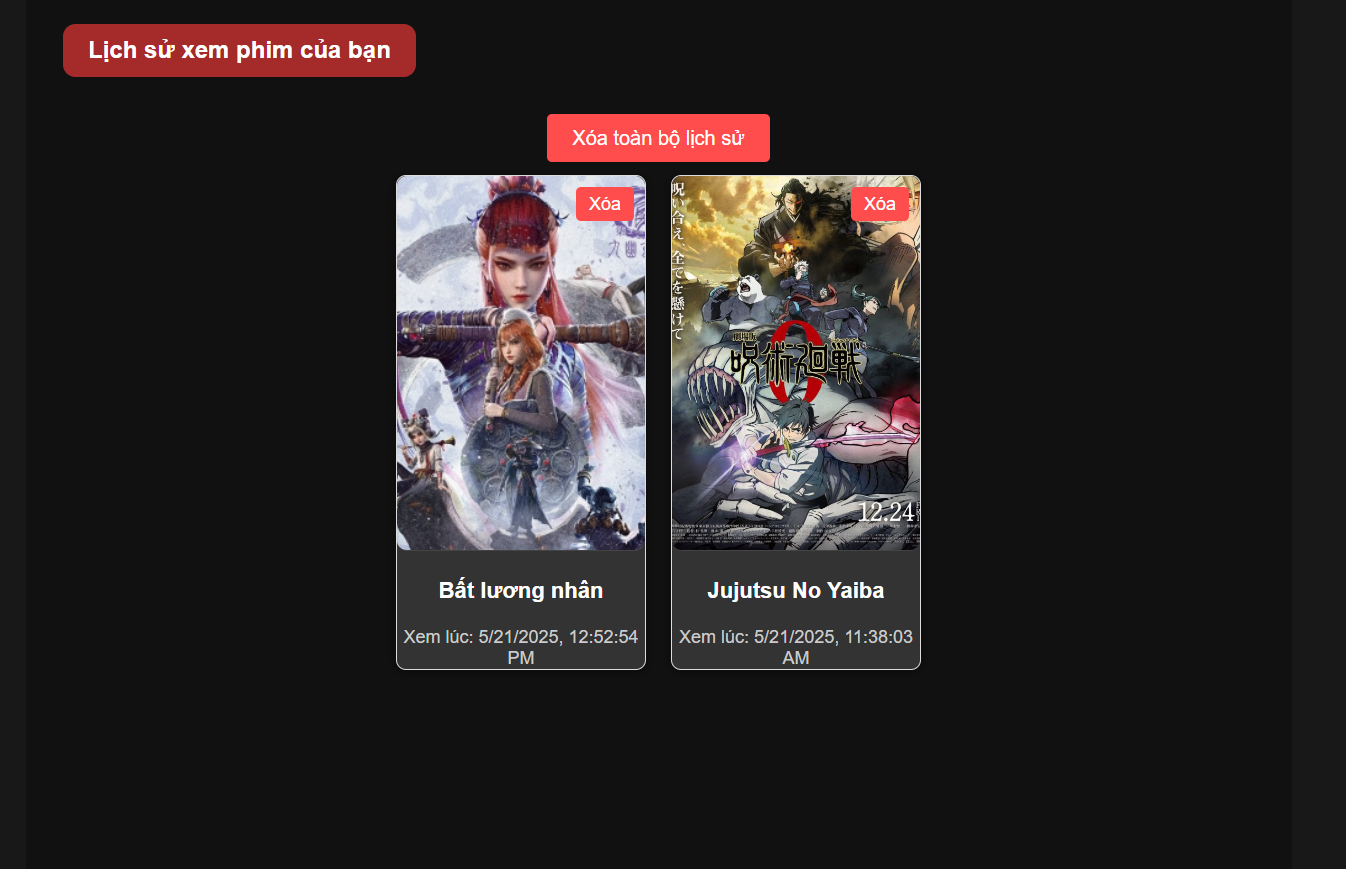 Lịch sử xem phim của bạn
Xóa toàn bộ lịch sử
Xóa
九幽
Xóa
呪い合え、全てを懸けて
劇場版
呪術廻戦
0
12.24
Bất lương nhân
Jujutsu No Yaiba
Xem lúc: 5/21/2025, 12:52:54
PM
Xem lúc: 5/21/2025, 11:38:03
AM